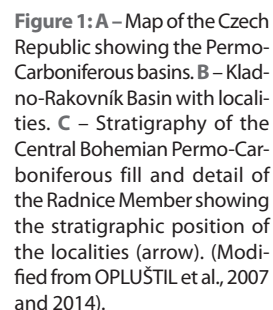 Figure 1: A – Map of the Czech
Republic showing the Permo-
Carboniferous basins. B – Klad-
no-Rakovník Basin with locali-
ties. C – Stratigraphy of the
Central Bohemian Permo-Car-
boniferous fill and detail of
the Radnice Member showing
the stratigraphic position of
the localities (arrow). (Modi-
fied from OPLUŠTIL et al., 2007
and 2014).